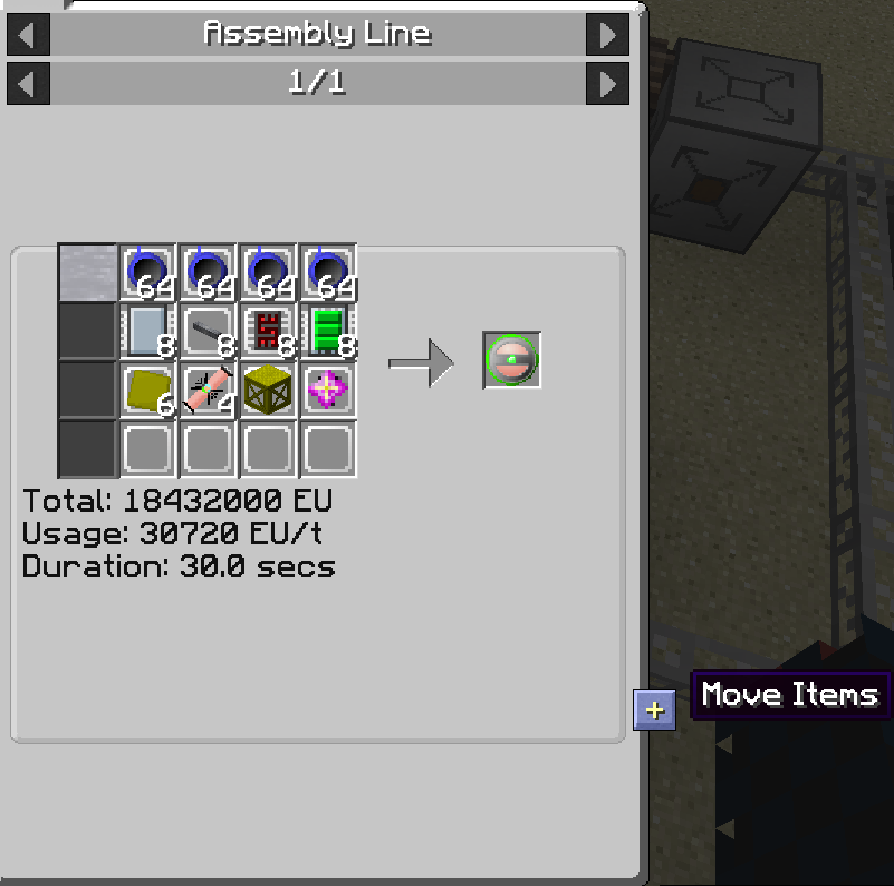 Assembly Line
1/1
64 64 64 64
8 8 8 8
6 4
Total: 18432000 EU
Usage: 30720 EU/t
Duration: 30.0 secs
+ Move Items